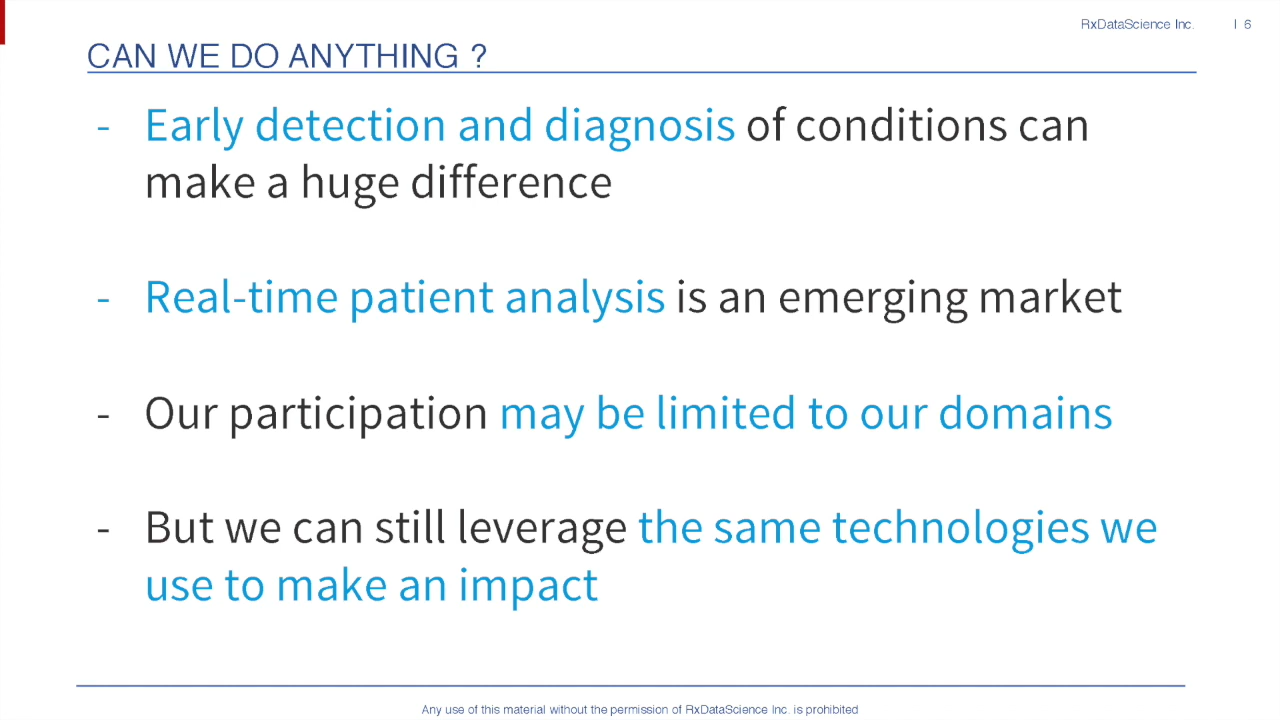 RxDataScience Inc. | 6
CAN WE DO ANYTHING ?
- Early detection and diagnosis of conditions can
make a huge difference
- Real-time patient analysis is an emerging market
- Our participation may be limited to our domains
- But we can still leverage the same technologies we
use to make an impact
Any use of this material without the permission of RxDataScience Inc. is prohibited